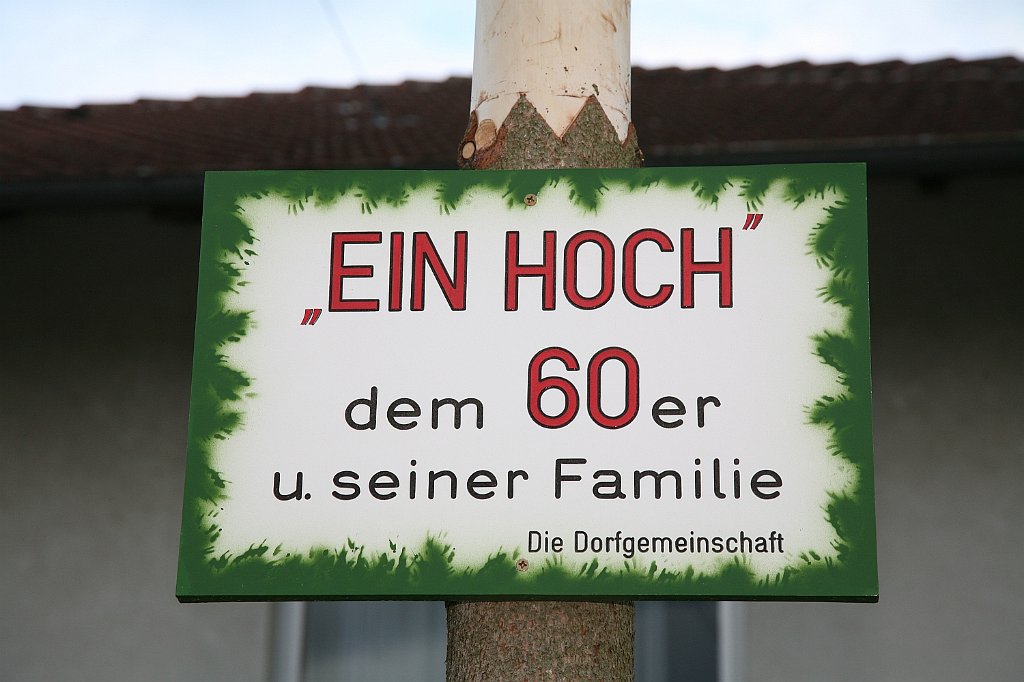 „EIN HOCH”
dem 60er
u. seiner Familie
Die Dorfgemeinschaft